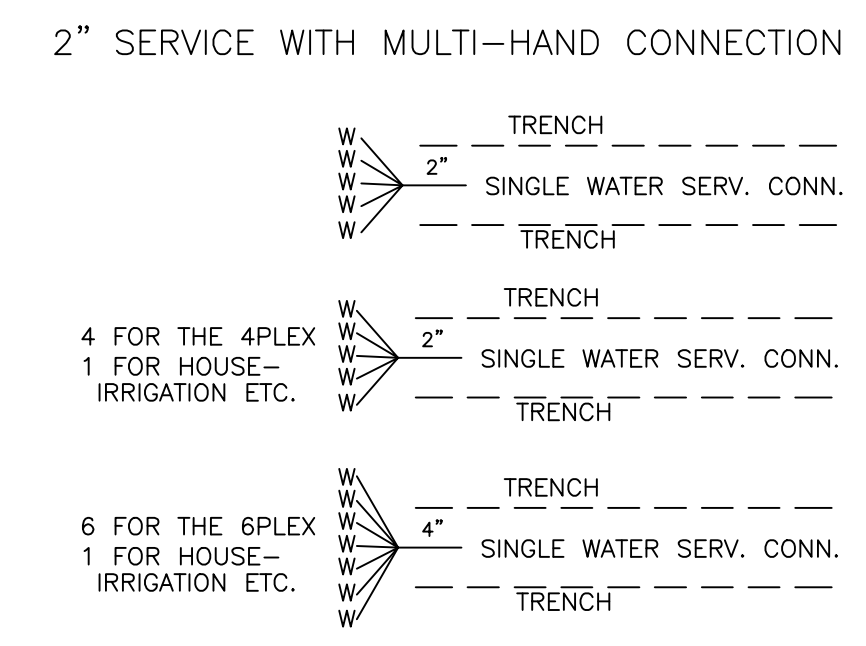 2” SERVICE WITH MULTI–HAND CONNECTION
TRENCH
W
W
W
W
W
2”
SINGLE WATER SERV. CONN.
TRENCH
4 FOR THE 4PLEX
1 FOR HOUSE–
IRRIGATION ETC.
TRENCH
W
W
W
W
W
2”
SINGLE WATER SERV. CONN.
TRENCH
6 FOR THE 6PLEX
1 FOR HOUSE–
IRRIGATION ETC.
TRENCH
W
W
W
W
W
W
W
4”
SINGLE WATER SERV. CONN.
TRENCH